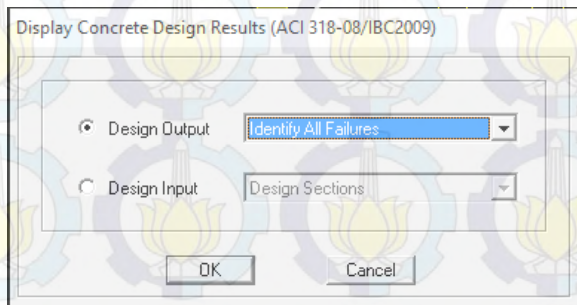 Display Concrete Design Results (ACI 318-08/IBC2009)
Design Output Identify All Failures
Design Input Design Sections
OK Cancel